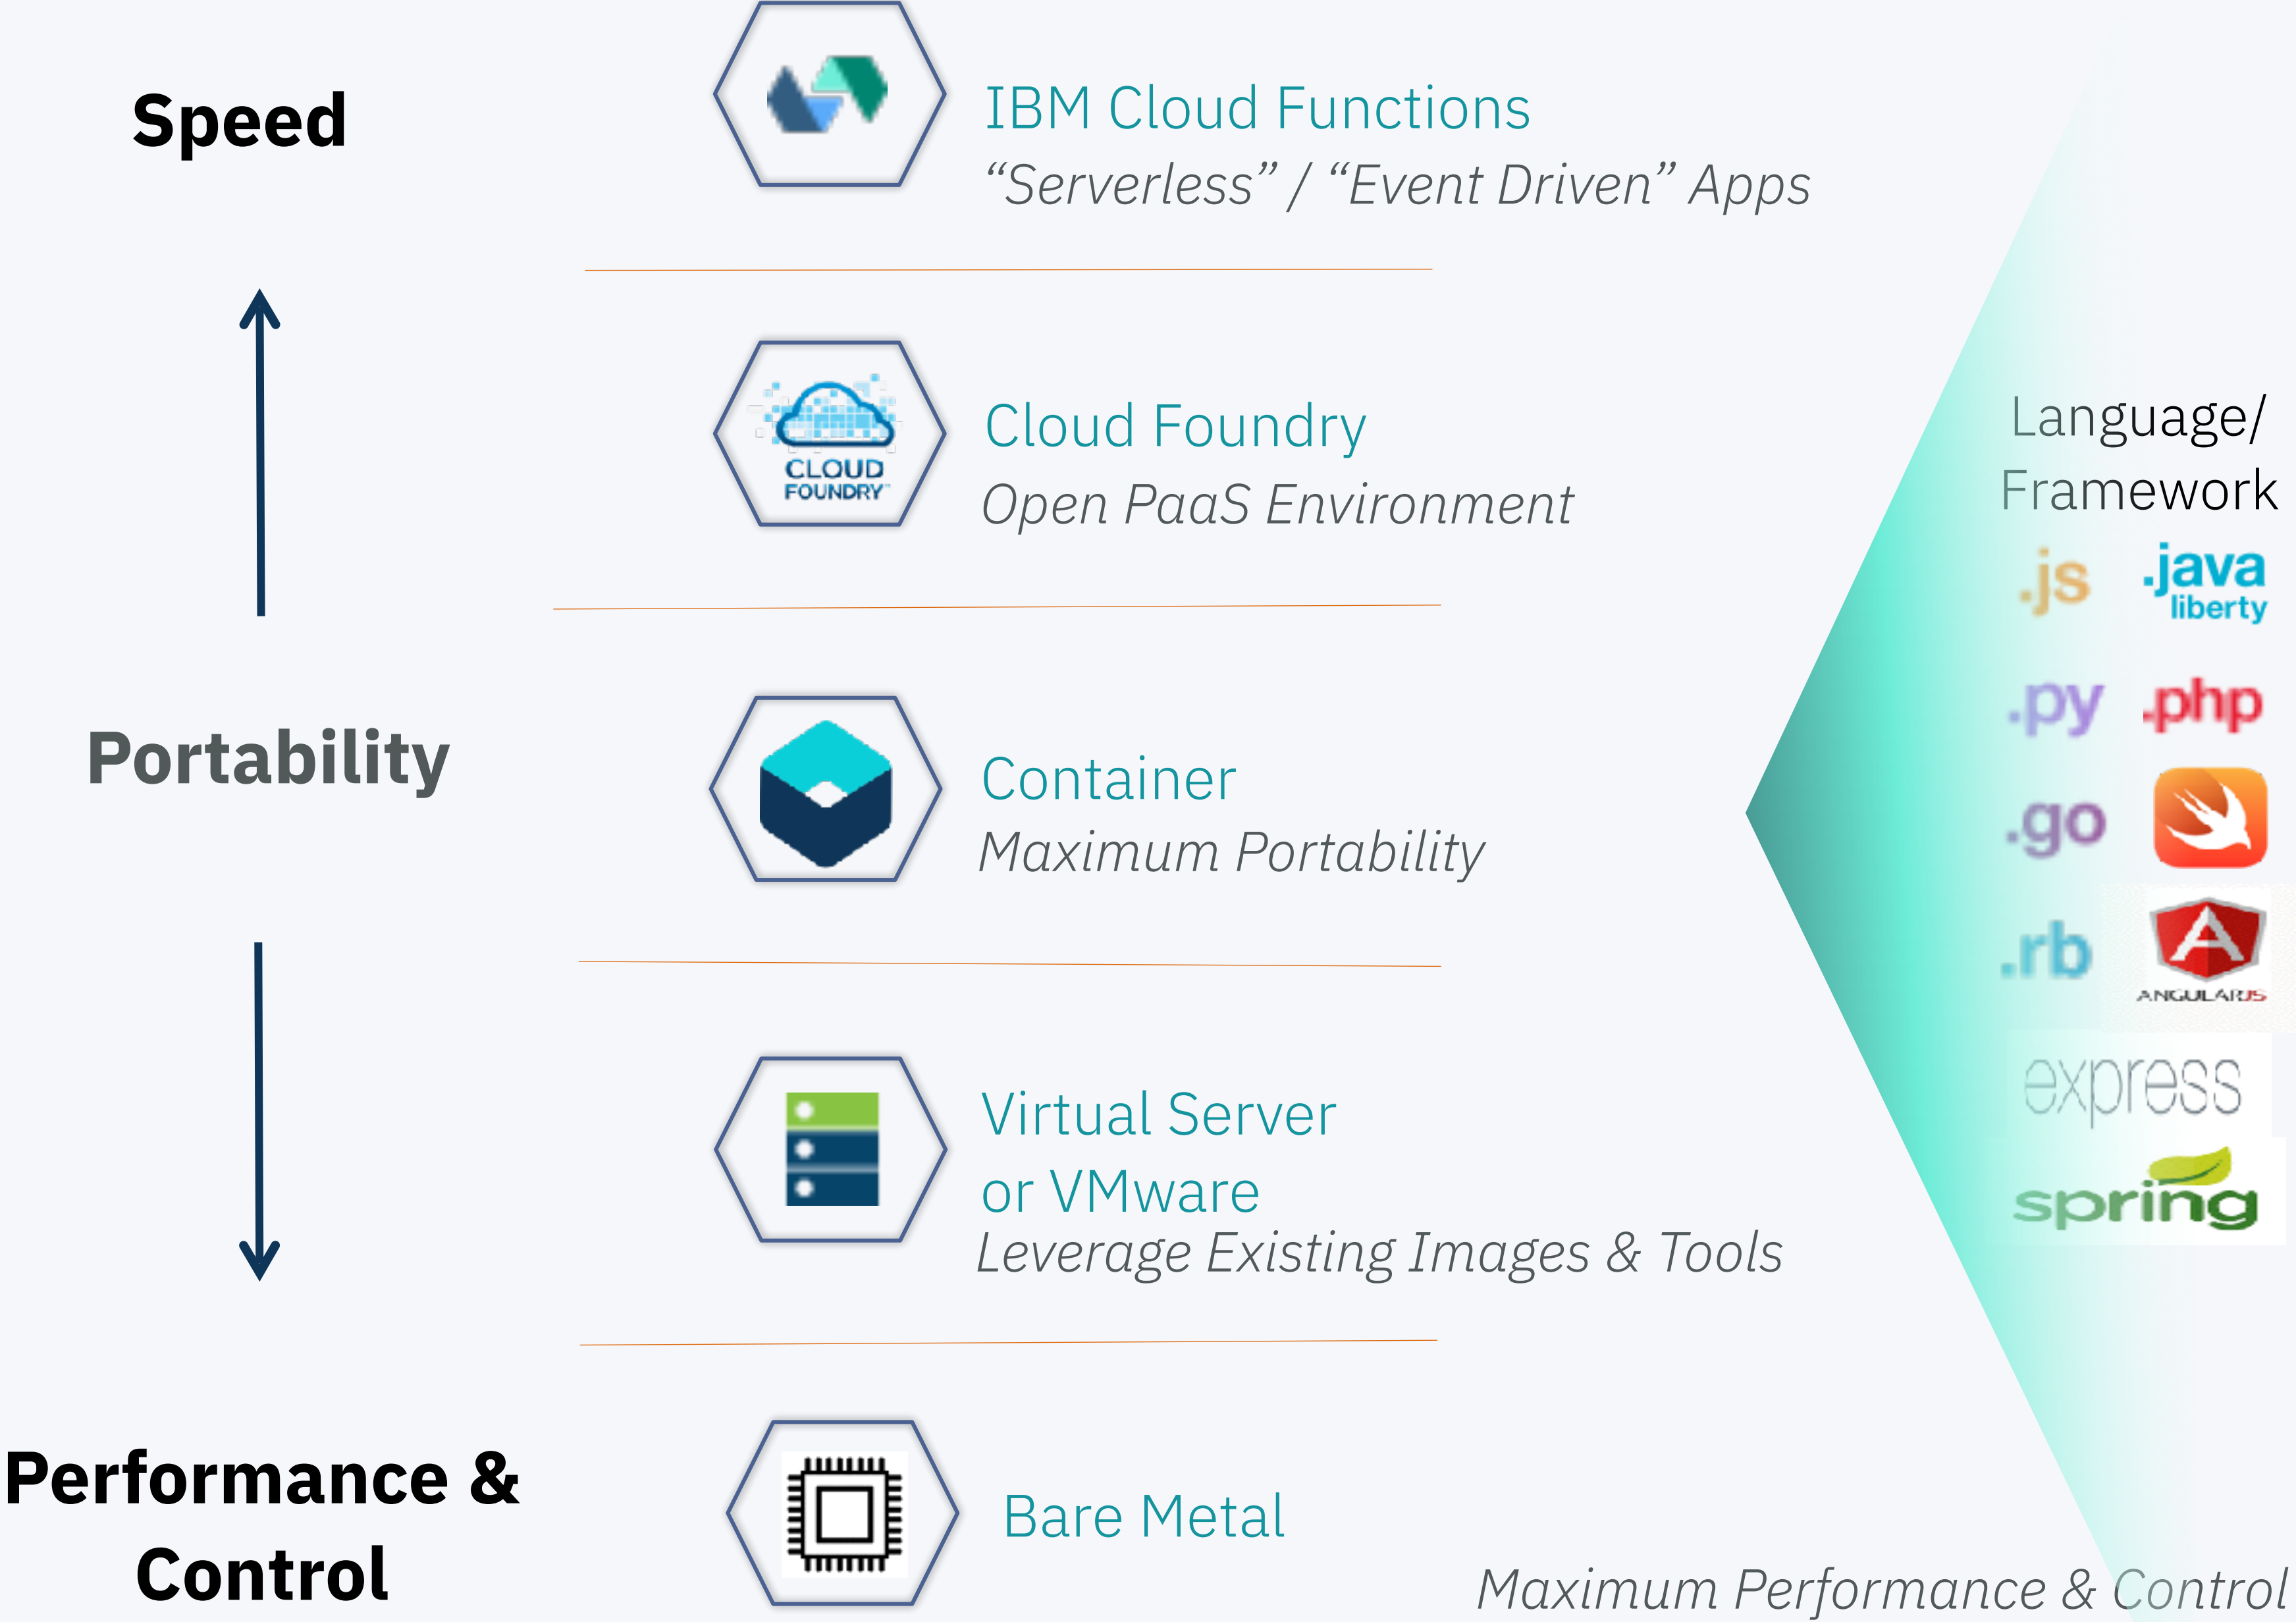 Speed
Portability
Performance &
Control
IBM Cloud Functions
“Serverless” / “Event Driven” Apps
CLOUD
FOUNDRY
Cloud Foundry
Open PaaS Environment
Container
Maximum Portability
Virtual Server
or VMware
Leverage Existing Images & Tools
Bare Metal
Maximum Performance & Control
Language/
Framework
.js
.java
liberty
.py
.php
.go
.rb
ANGULARJS
express
spring